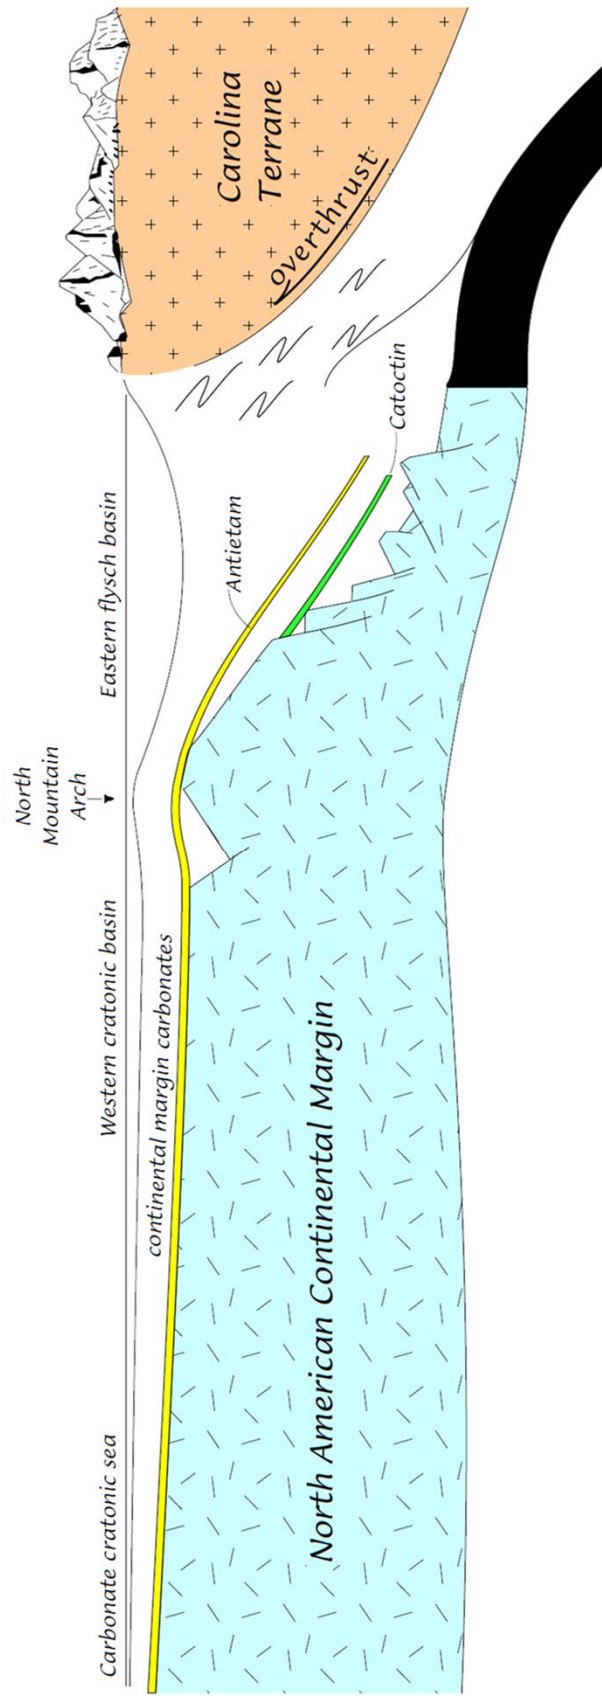 Carbonate cratonic sea
Western cratonic basin
North
Mountain
Arch
Eastern flysch basin
continental margin carbonates
Antietam
Catoctin
Carolina
Terrane
overthrust
North American Continental Margin